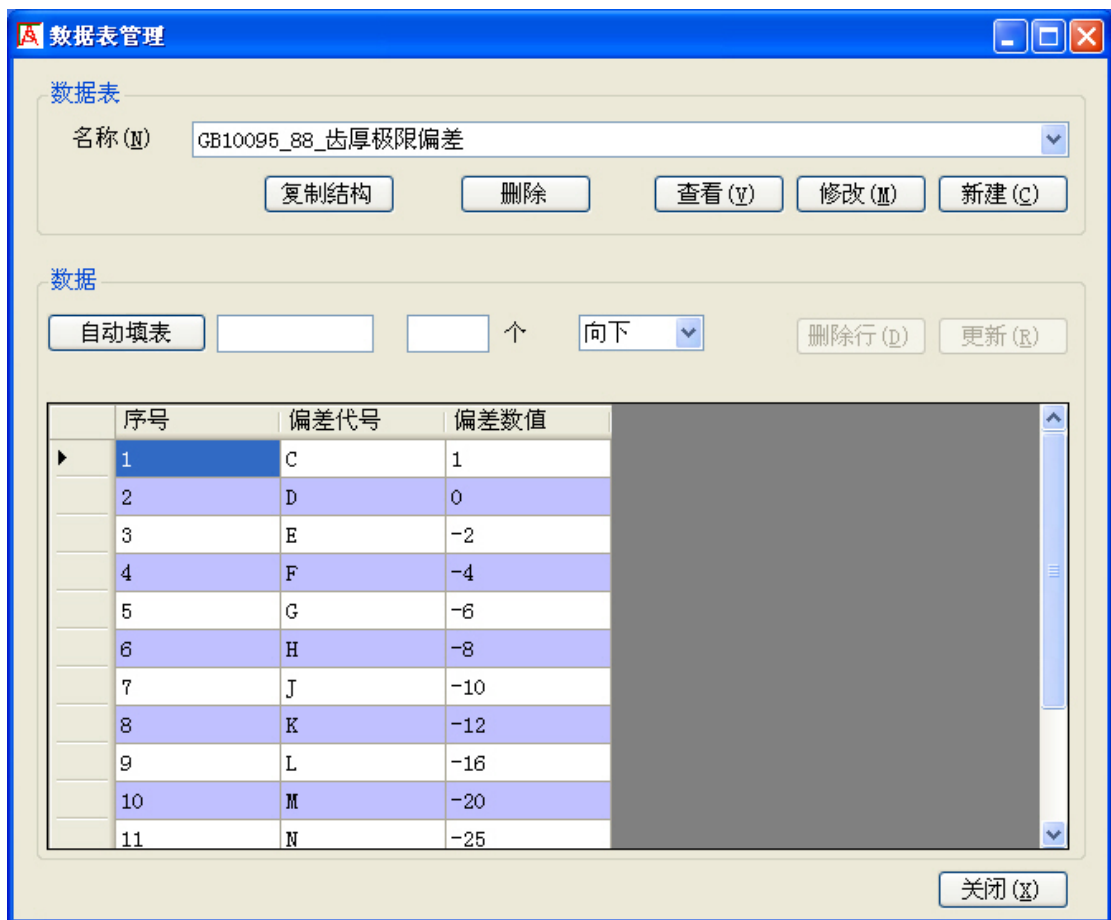 数据表管理
数据表
名称(N) GB10095_88_齿厚极限偏差
复制结构 删除 查看(V) 修改(M) 新建(C)
数据
自动填表 个 向下 删除行(D) 更新(R)
序号 偏差代号 偏差数值
1 C 1
2 D 0
3 E -2
4 F -4
5 G -6
6 H -8
7 J -10
8 K -12
9 L -16
10 M -20
11 N -25
关闭(X)